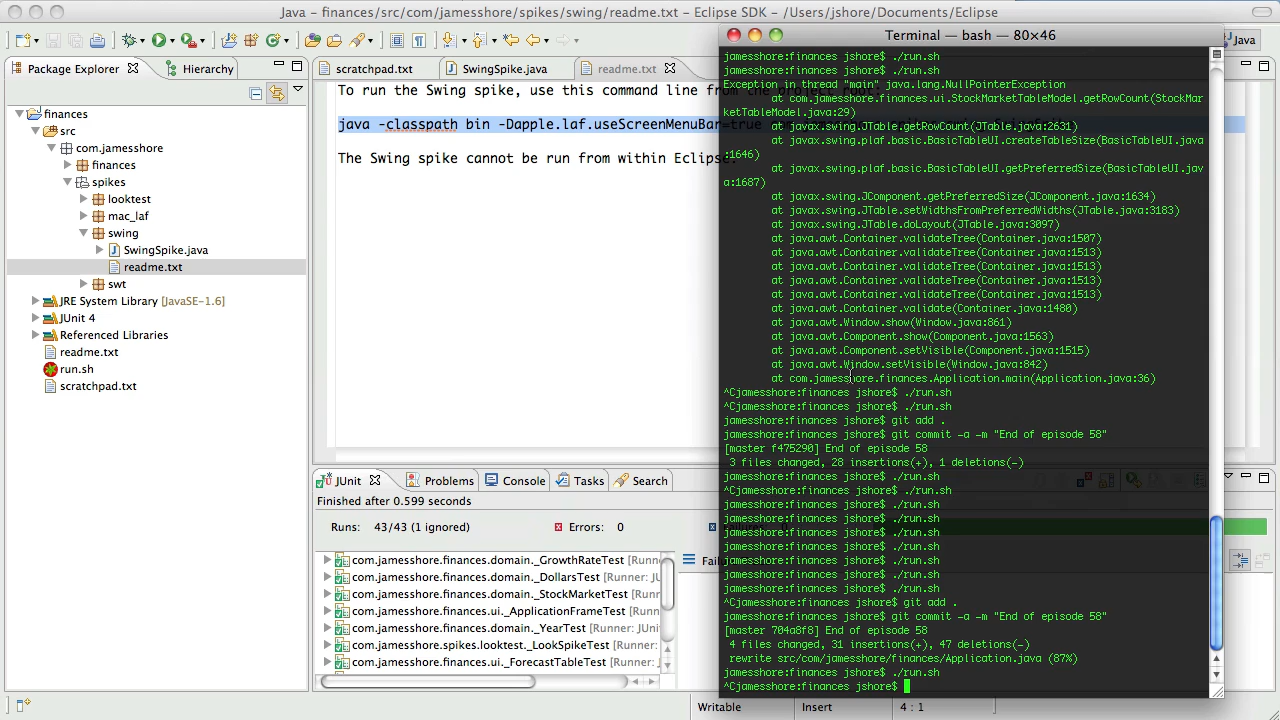 Java - finances/src/com/jamesshore/spikes/swing/readme.txt - Eclipse SDK - /Users/jshore/Documents/Eclipse
Java
Package Explorer
Hierarchy
finances
src
com.jamesshore
finances
spikes
looktest
mac_laf
swing
SwingSpike.java
readme.txt
swt
JRE System Library [JavaSE-1.6]
JUnit 4
Referenced Libraries
readme.txt
run.sh
scratchpad.txt
scratchpad.txt
SwingSpike.java
readme.txt
To run the Swing spike, use this command line from the
java -classpath bin -Dapple.laf.useScreenMenuBar=true
The Swing spike cannot be run from within Eclipse.
JUnit
Problems
Console
Tasks
Search
Finished after 0.599 seconds
Runs: 43/43 (1 ignored)
Errors: 0
com.jamesshore.finances.domain._GrowthRateTest [Runner:
com.jamesshore.finances.domain._DollarsTest [Runner: JUn
com.jamesshore.finances.domain._StockMarketTest [Runner:
com.jamesshore.finances.ui._ApplicationFrameTest [Runner
com.jamesshore.finances.domain._YearTest [Runner: JUnit
com.jamesshore.spikes.looktest._LookSpikeTest [Runner: J
com.jamesshore.finances.ui._ForecastTableTest [Runner: JU
Terminal — bash — 80×46
jamesshore:finances jshore$ ./run.sh
jamesshore:finances jshore$ ./run.sh
Exception in thread "main" java.lang.NullPointerException
at com.jamesshore.finances.ui.StockMarketTableModel.getRowCount(StockMar
ketTableModel.java:29)
at javax.swing.JTable.getRowCount(JTable.java:2631)
at javax.swing.plaf.basic.BasicTableUI.createTableSize(BasicTableUI.java
:1646)
at javax.swing.plaf.basic.BasicTableUI.getPreferredSize(BasicTableUI.jav
a:1687)
at javax.swing.JComponent.getPreferredSize(JComponent.java:1634)
at javax.swing.JTable.setWidthsFromPreferredWidths(JTable.java:3183)
at javax.swing.JTable.doLayout(JTable.java:3097)
at java.awt.Container.validateTree(Container.java:1507)
at java.awt.Container.validateTree(Container.java:1513)
at java.awt.Container.validateTree(Container.java:1513)
at java.awt.Container.validateTree(Container.java:1513)
at java.awt.Container.validateTree(Container.java:1513)
at java.awt.Container.validate(Container.java:1480)
at java.awt.Window.show(Window.java:861)
at java.awt.Component.show(Component.java:1563)
at java.awt.Component.setVisible(Component.java:1515)
at java.awt.Window.setVisible(Window.java:842)
at com.jamesshore.finances.Application.main(Application.java:36)
^Cjamesshore:finances jshore$ ./run.sh
^Cjamesshore:finances jshore$ ./run.sh
jamesshore:finances jshore$ git add .
jamesshore:finances jshore$ git commit -a -m "End of episode 58"
[master f475290] End of episode 58
3 files changed, 28 insertions(+), 1 deletions(-)
jamesshore:finances jshore$ ./run.sh
^Cjamesshore:finances jshore$ ./run.sh
jamesshore:finances jshore$ ./run.sh
jamesshore:finances jshore$ ./run.sh
jamesshore:finances jshore$ ./run.sh
jamesshore:finances jshore$ ./run.sh
jamesshore:finances jshore$ ./run.sh
jamesshore:finances jshore$ ./run.sh
jamesshore:finances jshore$ ./run.sh
^Cjamesshore:finances jshore$ git add .
jamesshore:finances jshore$ git commit -a -m "End of episode 58"
[master 704a8f8] End of episode 58
4 files changed, 31 insertions(+), 47 deletions(-)
rewrite src/com/jamesshore/finances/Application.java (87%)
jamesshore:finances jshore$ ./run.sh
^Cjamesshore:finances jshore$
Writable
Insert
4 : 1